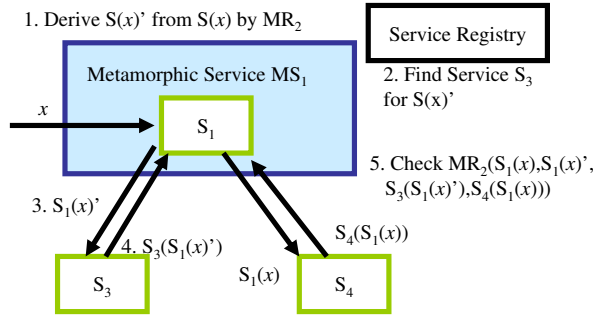 1. Derive S(x)’ from S(x) by MR2
Service Registry
Metamorphic Service MS1
2. Find Service S3
for S(x)’
x
S1
5. Check MR2(S1(x),S1(x)’,
S3(S1(x)’),S4(S1(x)))
3. S1(x)’
S4(S1(x))
4. S3(S1(x)’)
S1(x)
S3
S4